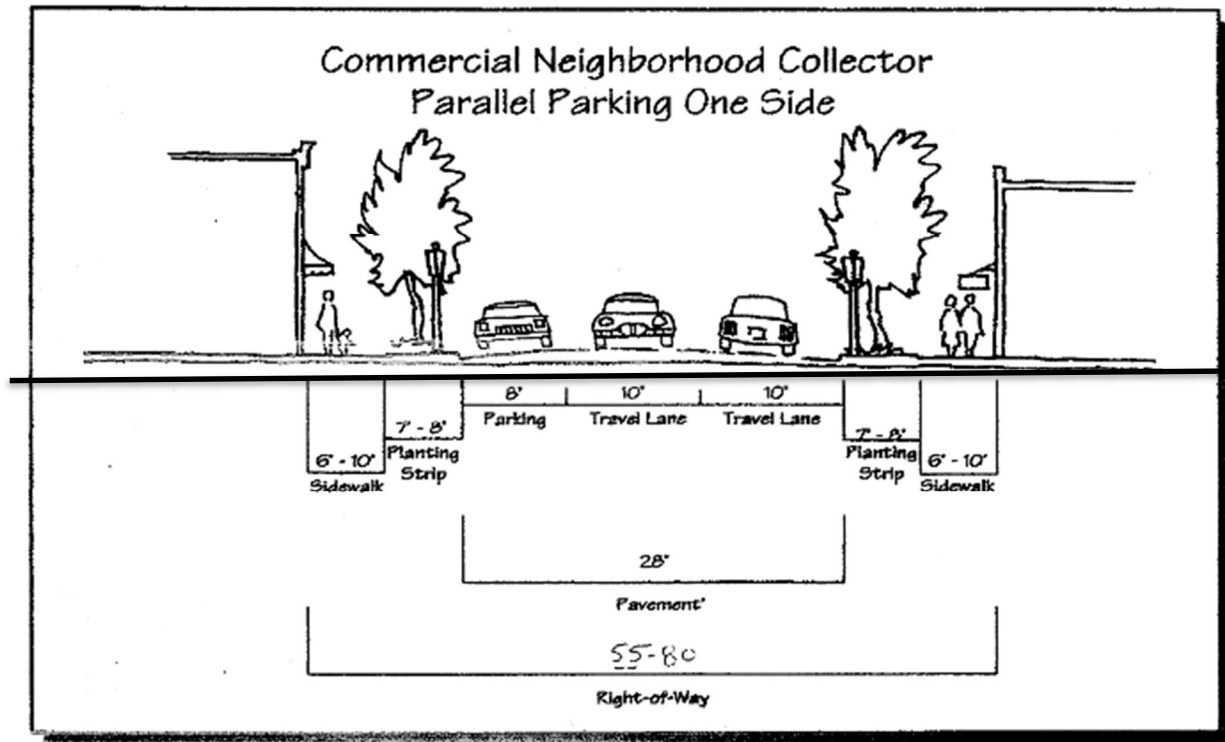 Commercial Neighborhood Collector
Parallel Parking One Side
8' 10' 10'
Parking Travel Lane Travel Lane
7' - 8' 7' - 8'
Planting Planting
Strip Strip
6' - 10' 6' - 10'
Sidewalk Sidewalk
28'
Pavement'
55-80
Right-of-Way